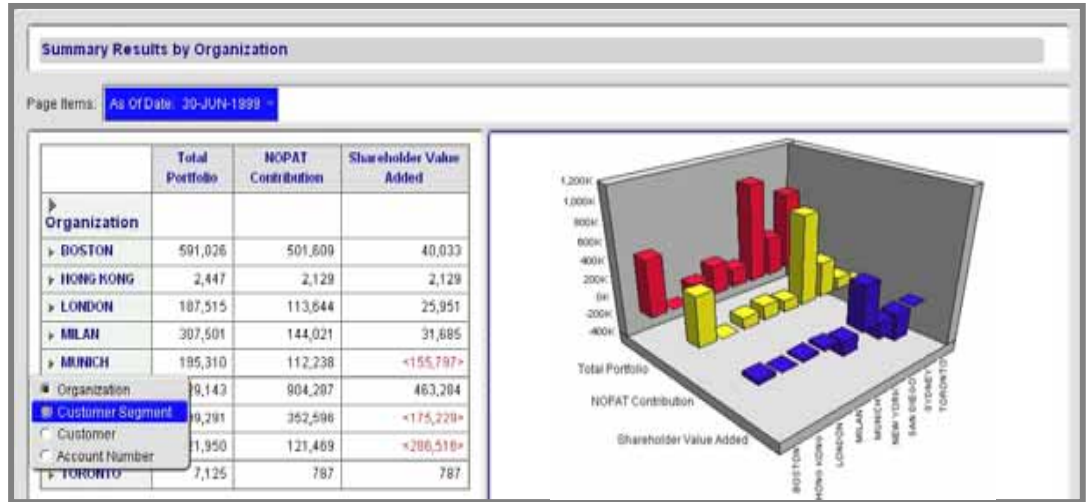 Summary Results by Organization
Page Items: As Of Date: 30-JUN-1999
Total Portfolio NOPAT Contribution Shareholder Value Added
Organization
BOSTON 591,026 501,609 40,033
HONG KONG 2,447 2,129 2,129
LONDON 187,515 113,644 25,951
MILAN 307,501 144,021 31,685
MUNICH 195,310 112,238 <155,797>
904,287 463,284
352,596
121,469
TORONTO 7,125 787 787
Organization
Customer Segment
Customer
Account Number
1,200K
1,000K
800K
600K
400K
200K
0K
-200K
-400K
Total Portfolio
NOPAT Contribution
Shareholder Value Added
BOSTON
HONG KONG
LONDON
MILAN
MUNICH
NEW YORK
SAN DIEGO
SYDNEY
TORONTO